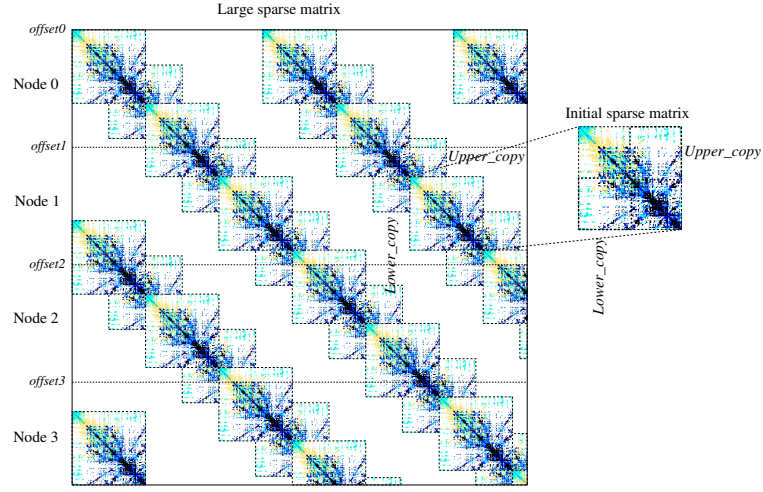 Large sparse matrix
offset0
Node 0
Initial sparse matrix
offset1
Upper_copy
Upper_copy
Node 1
Lower_copy
Lower_copy
offset2
Node 2
offset3
Node 3